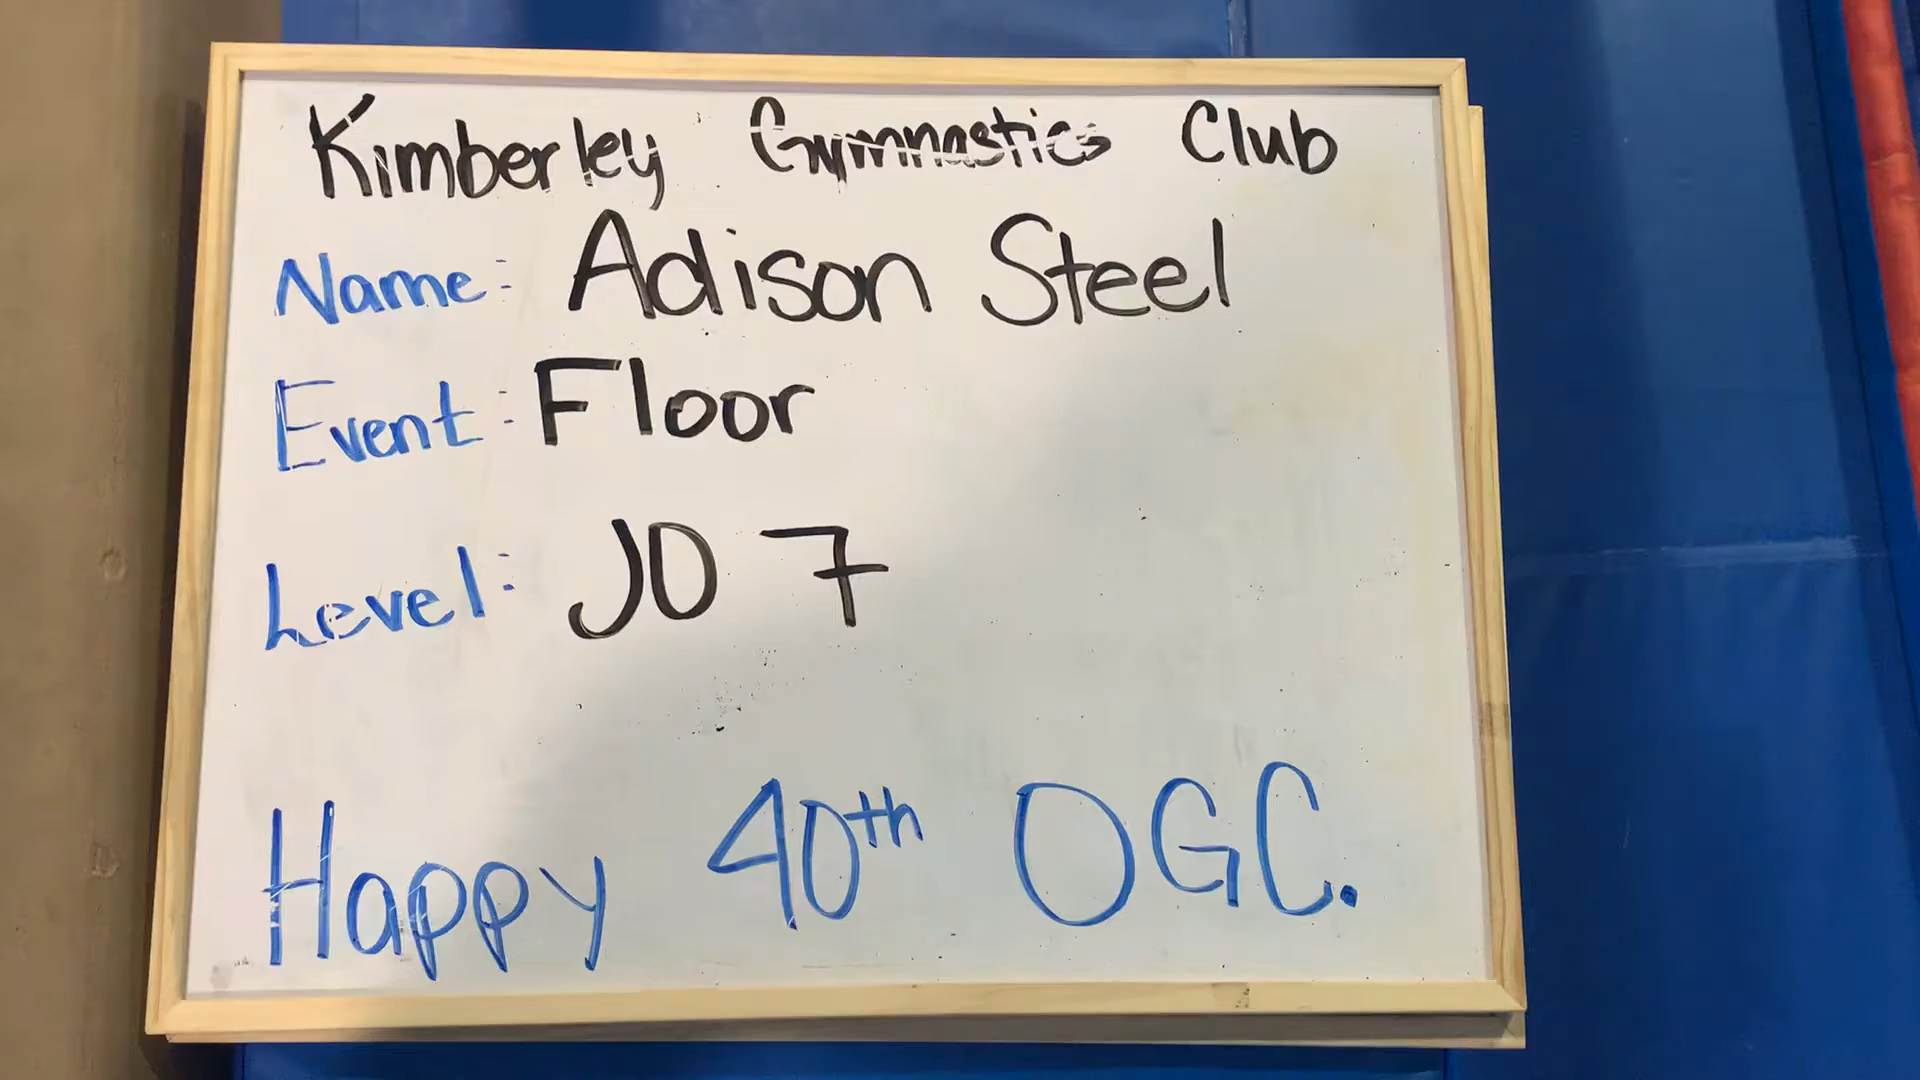 Kimberley Gymnastics Club
Name: Adison Steel
Event: Floor
Level: JO 7
Happy 40th OGC.